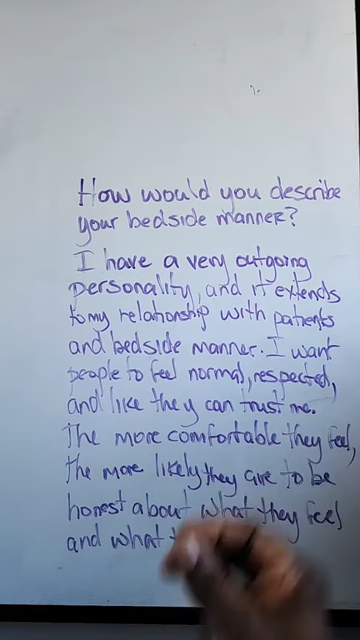 How would you describe
your bedside manner?
I have a very outgoing
personality, and it extends
to my relationship with patients
and bedside manner. I want
people to feel normal, respected,
and like they can trust me.
The more comfortable they feel,
the more likely they are to be
honest about what they feel
and what